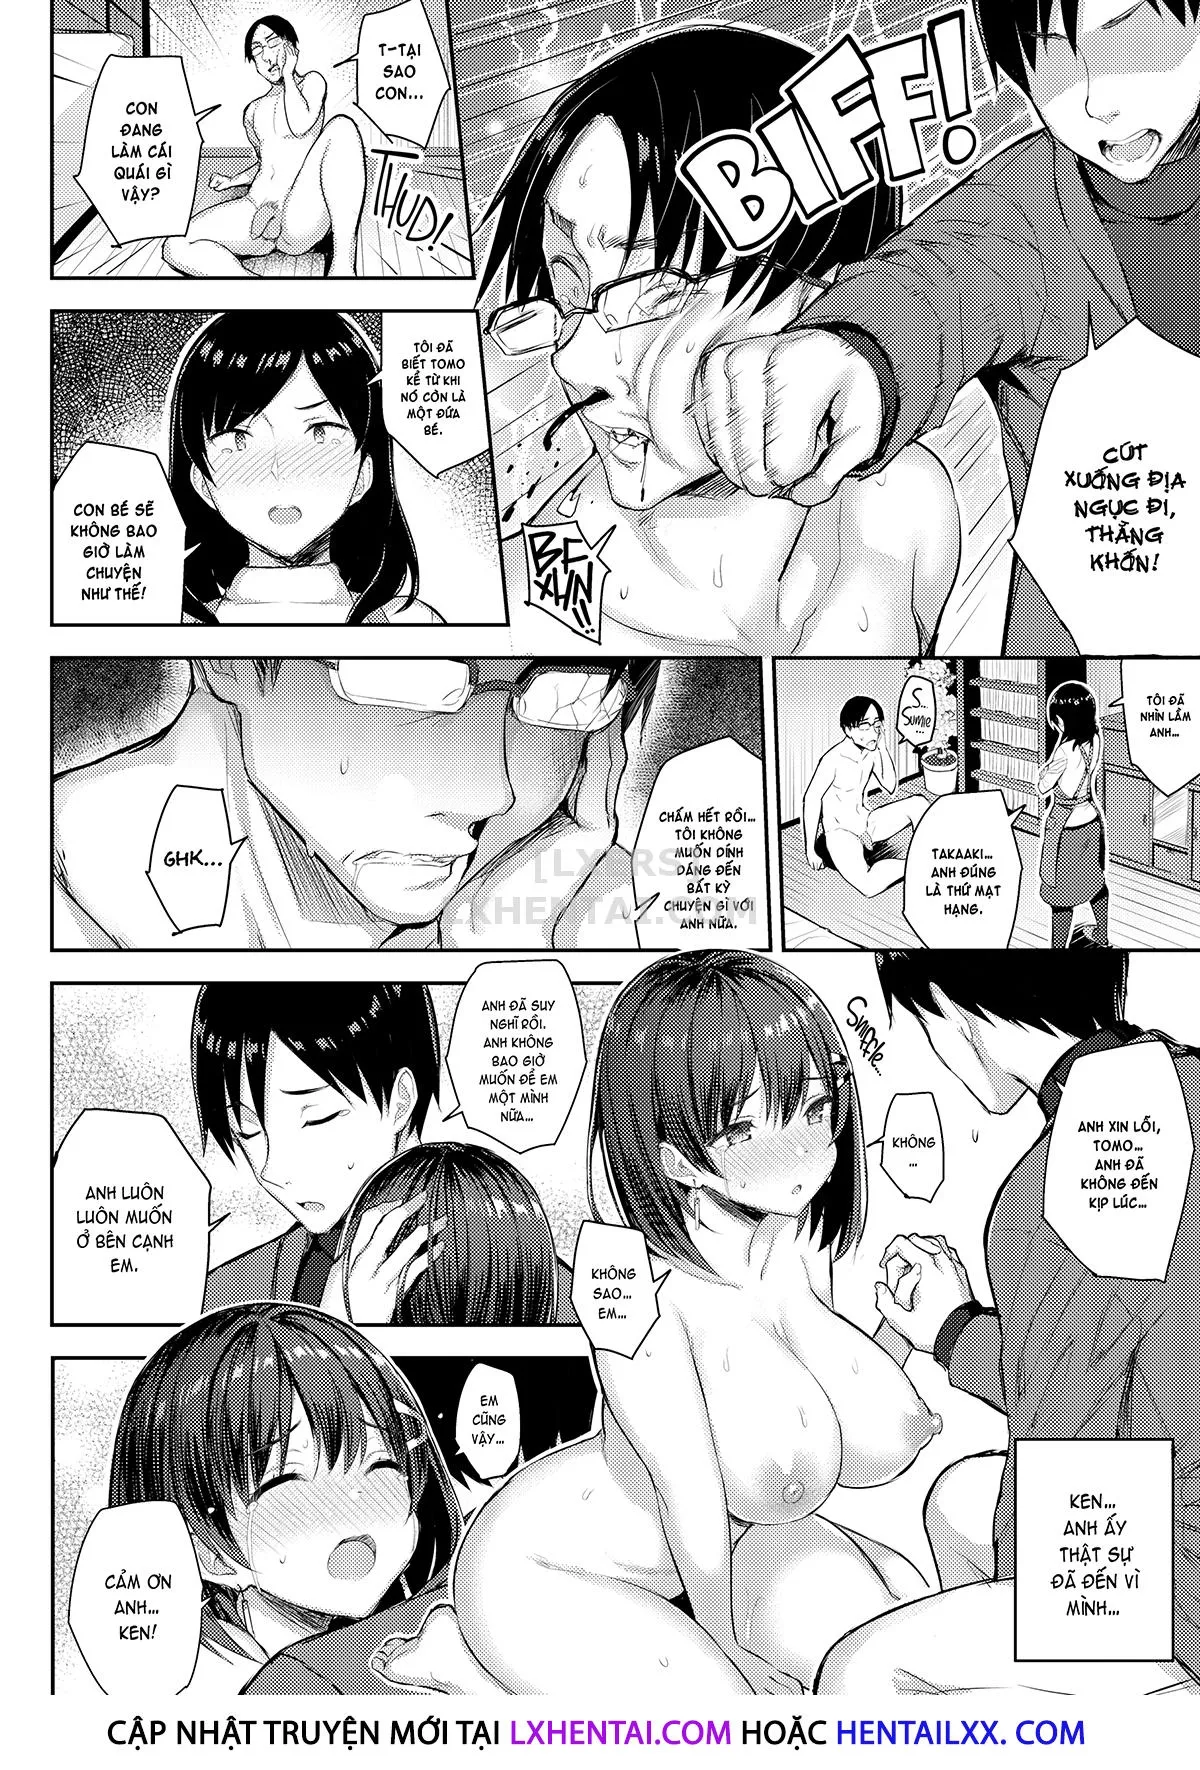 BIFF!
CÚT
XUỐNG ĐỊA
NGỤC ĐI,
THẰNG
KHỐN!
THUD!
T-TẠI
SAO
CON...
CON
ĐANG
LÀM CÁI
QUÁI GÌ
VẬY?
TÔI ĐÃ
BIẾT TOMO
KỂ TỪ KHI
NÓ CÒN LÀ
MỘT ĐỨA
BÉ.
CON BÉ SẼ
KHÔNG BAO
GIỜ LÀM
CHUYỆN
NHƯ THẾ!
TÔI ĐÃ
NHÌN LẦM
ANH...
S...
SUMIE
...
TAKAAKI...
ANH ĐÚNG
LÀ THỨ MẠT
HẠNG.
CHẤM HẾT RỒI...
TÔI KHÔNG
MUỐN DÍNH
DÁNG ĐẾN
BẤT KỲ
CHUYỆN GÌ VỚI
ANH NỮA.
GHK...
LXHENTAI.COM
ANH XIN LỖI,
TOMO...
ANH ĐÃ
KHÔNG ĐẾN
KỊP LÚC...
KHÔNG
...
KHÔNG
SAO...
EM...
KEN...
ANH ẤY
THẬT SỰ
ĐÃ ĐẾN VÌ
MÌNH...
ANH ĐÃ SUY
NGHĨ RỒI.
ANH KHÔNG
BAO GIỜ
MUỐN ĐỂ EM
MỘT MÌNH
NỮA...
ANH LUÔN
LUÔN MUỐN
Ở BÊN CẠNH
EM.
EM
CŨNG
VẬY...
CẢM ƠN
ANH...
KEN!
CẬP NHẬT TRUYỆN MỚI TẠI LXHENTAI.COM HOẶC HENTAILXX. COM